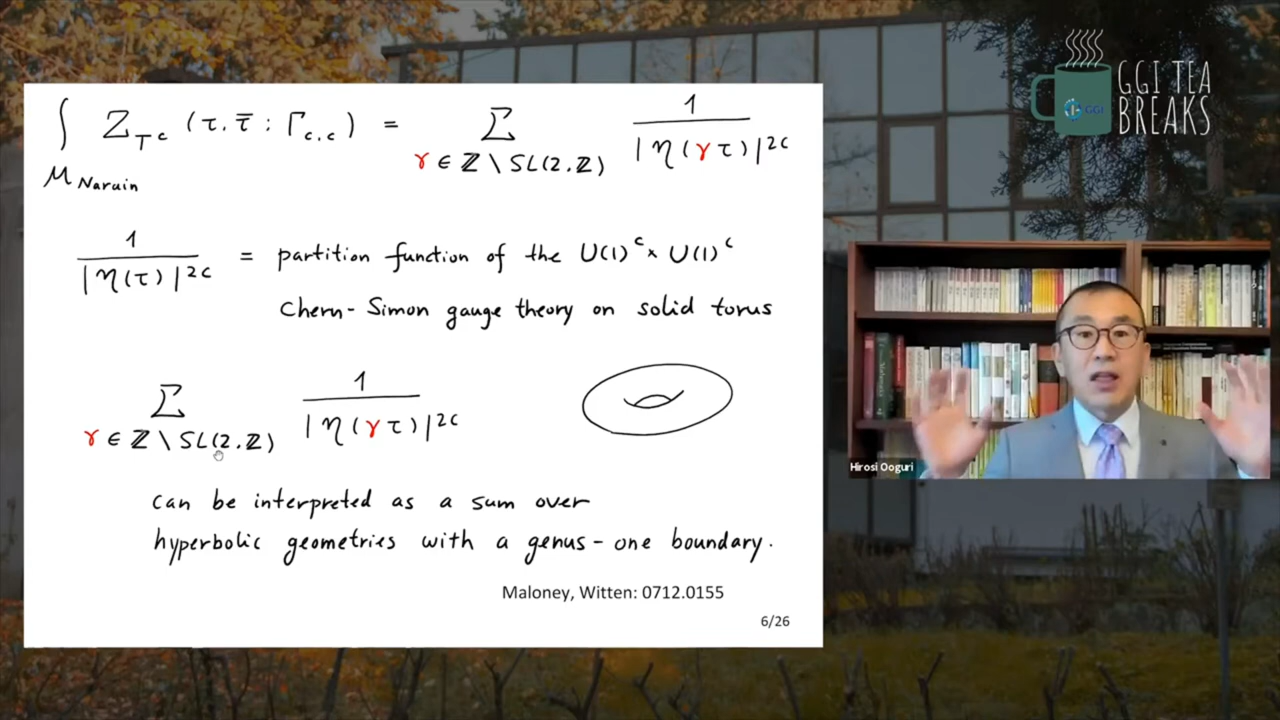 ∫ Z_{T^c} (τ, τ̄ : Γ_{c,c}) = Σ 1 / |η(γτ)|^{2c}
M_{Narain} γ ∈ ℤ \ SL(2.ℤ)
1 / |η(τ)|^{2c} = partition function of the U(1)^c × U(1)^c
Chern-Simon gauge theory on solid torus
Σ 1 / |η(γτ)|^{2c}
γ ∈ ℤ \ SL(2.ℤ)
can be interpreted as a sum over
hyperbolic geometries with a genus-one boundary.
Maloney, Witten: 0712.0155
6/26
GGI TEA
BREAKS
GGI
Hirosi Ooguri